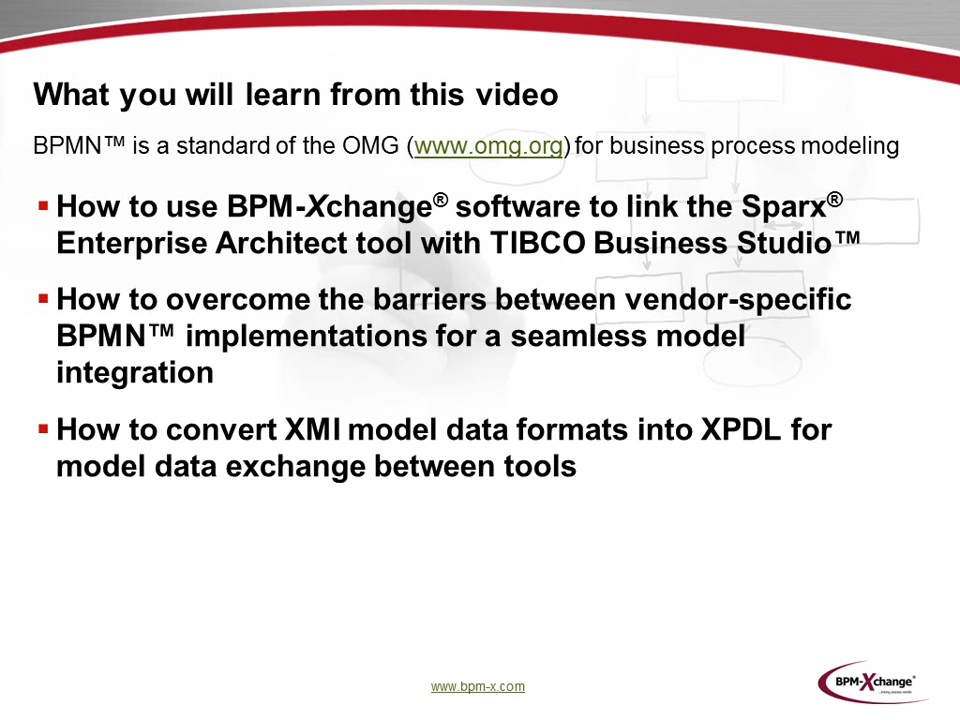 What you will learn from this video
BPMN™ is a standard of the OMG (www.omg.org) for business process modeling
▪ How to use BPM-Xchange® software to link the Sparx®
Enterprise Architect tool with TIBCO Business Studio™
▪ How to overcome the barriers between vendor-specific
BPMN™ implementations for a seamless model
integration
▪ How to convert XMI model data formats into XPDL for
model data exchange between tools
www.bpm-x.com
BPM-Xchange®